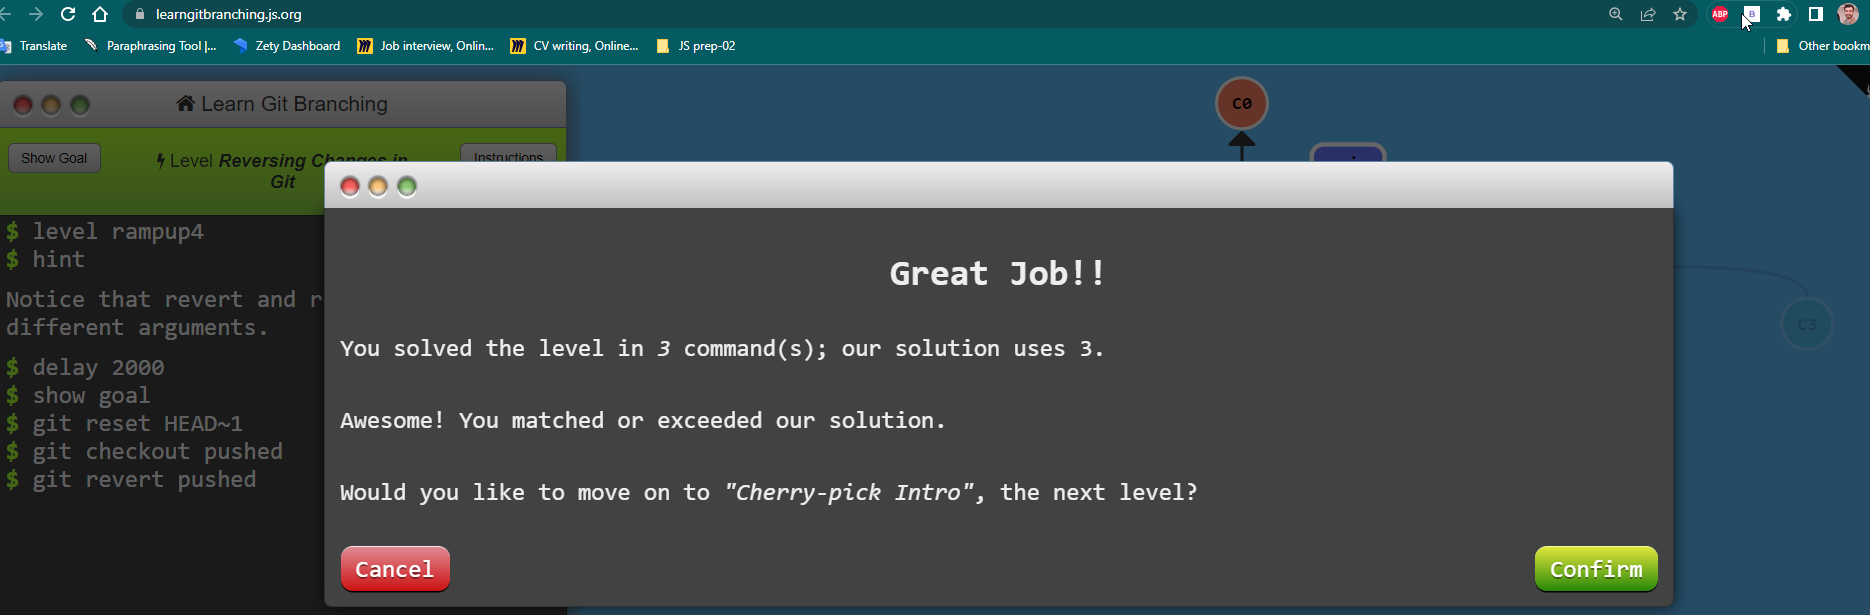 learngitbranching.js.org
ABP
B
Translate
Paraphrasing Tool |...
Zety Dashboard
Job interview, Onlin...
CV writing, Online...
JS prep-02
Other bookm
Learn Git Branching
Show Goal
Level Reversing Changes in
Git
Instructions
C0
C3
$ level rampup4
$ hint
Notice that revert and r
different arguments.
$ delay 2000
$ show goal
$ git reset HEAD~1
$ git checkout pushed
$ git revert pushed
Great Job!!
You solved the level in 3 command(s); our solution uses 3.
Awesome! You matched or exceeded our solution.
Would you like to move on to "Cherry-pick Intro", the next level?
Cancel
Confirm